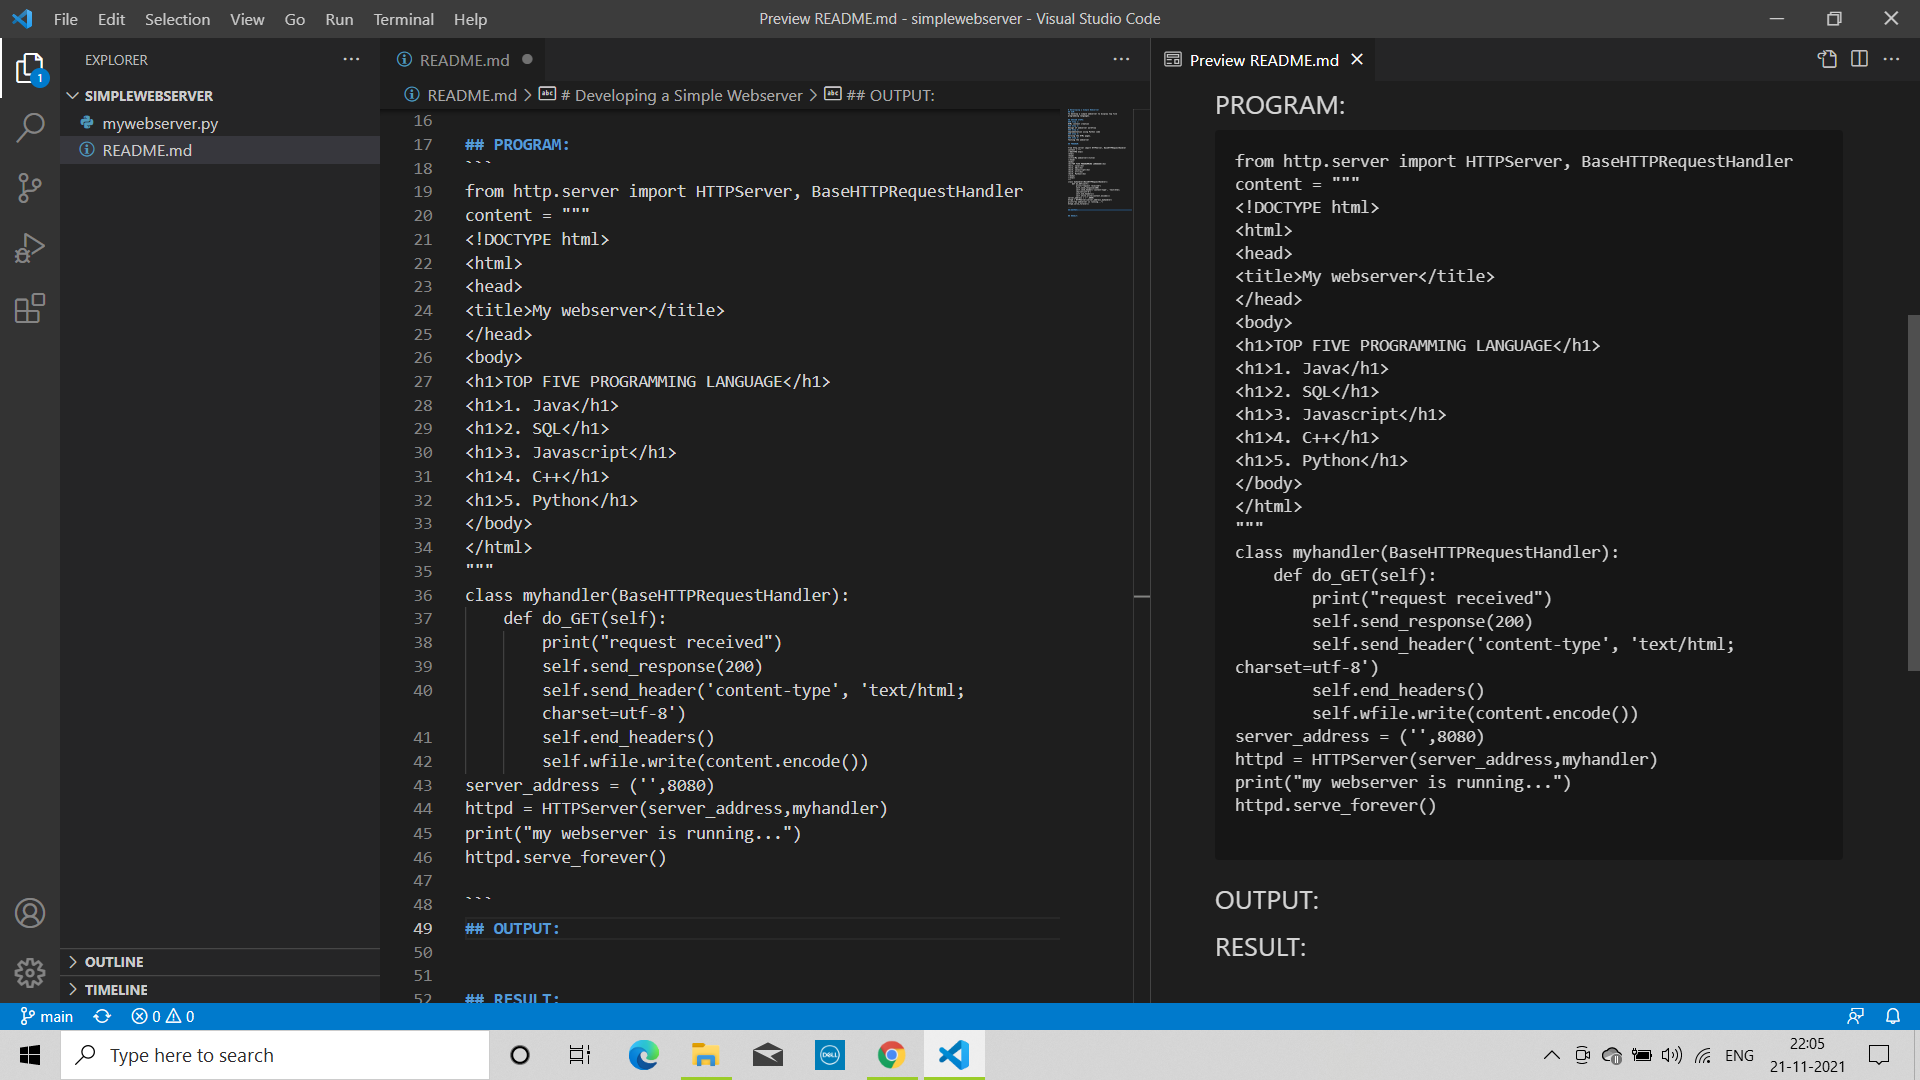 File Edit Selection View Go Run Terminal Help
Preview README.md - simplewebserver - Visual Studio Code
EXPLORER
SIMPLEWEBSERVER
mywebserver.py
README.md
OUTLINE
TIMELINE
1
README.md
README.md > # Developing a Simple Webserver > ## OUTPUT:
16
17 ## PROGRAM:
18 ```
19 from http.server import HTTPServer, BaseHTTPRequestHandler
20 content = """
21 <!DOCTYPE html>
22 <html>
23 <head>
24 <title>My webserver</title>
25 </head>
26 <body>
27 <h1>TOP FIVE PROGRAMMING LANGUAGE</h1>
28 <h1>1. Java</h1>
29 <h1>2. SQL</h1>
30 <h1>3. Javascript</h1>
31 <h1>4. C++</h1>
32 <h1>5. Python</h1>
33 </body>
34 </html>
35 """
36 class myhandler(BaseHTTPRequestHandler):
37     def do_GET(self):
38         print("request received")
39         self.send_response(200)
40         self.send_header('content-type', 'text/html;
charset=utf-8')
41         self.end_headers()
42         self.wfile.write(content.encode())
43 server_address = ('',8080)
44 httpd = HTTPServer(server_address,myhandler)
45 print("my webserver is running...")
46 httpd.serve_forever()
47
48 ```
49 ## OUTPUT:
50
51
52 ## RESULT:
Preview README.md
PROGRAM:
from http.server import HTTPServer, BaseHTTPRequestHandler
content = """
<!DOCTYPE html>
<html>
<head>
<title>My webserver</title>
</head>
<body>
<h1>TOP FIVE PROGRAMMING LANGUAGE</h1>
<h1>1. Java</h1>
<h1>2. SQL</h1>
<h1>3. Javascript</h1>
<h1>4. C++</h1>
<h1>5. Python</h1>
</body>
</html>
"""
class myhandler(BaseHTTPRequestHandler):
    def do_GET(self):
        print("request received")
        self.send_response(200)
        self.send_header('content-type', 'text/html;
charset=utf-8')
        self.end_headers()
        self.wfile.write(content.encode())
server_address = ('',8080)
httpd = HTTPServer(server_address,myhandler)
print("my webserver is running...")
httpd.serve_forever()
OUTPUT:
RESULT:
main 0 0
Type here to search
DELL
ENG
22:05
21-11-2021